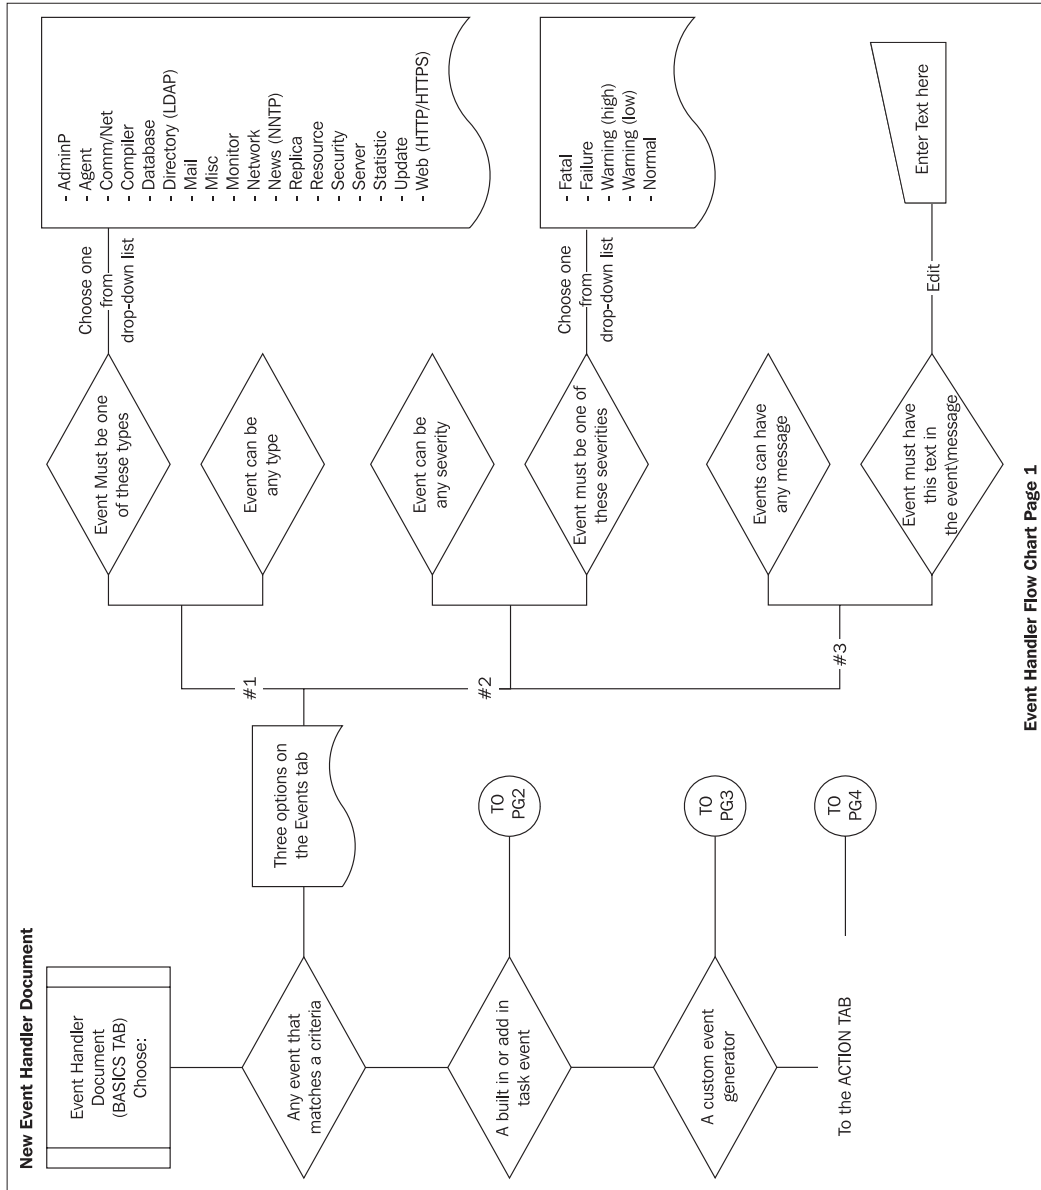 New Event Handler Document
Event Handler
Document
(BASICS TAB)
Choose:
Any event that
matches a criteria
A built in or add in
task event
A custom event
generator
To the ACTION TAB
Three options on
the Events tab
TO
PG2
TO
PG3
TO
PG4
#1
#2
#3
Event Must be one
of these types
Event can be
any type
Event can be
any severity
Event must be one of
these severities
Events can have
any message
Event must have
this text in
the event\message
Choose one
from
drop-down list
Choose one
from
drop-down list
Edit
- AdminP
- Agent
- Comm/Net
- Compiler
- Database
- Directory (LDAP)
- Mail
- Misc
- Monitor
- Network
- News (NNTP)
- Replica
- Resource
- Security
- Server
- Statistic
- Update
- Web (HTTP/HTTPS)
- Fatal
- Failure
- Warning (high)
- Warning (low)
- Normal
Enter Text here
Event Handler Flow Chart Page 1